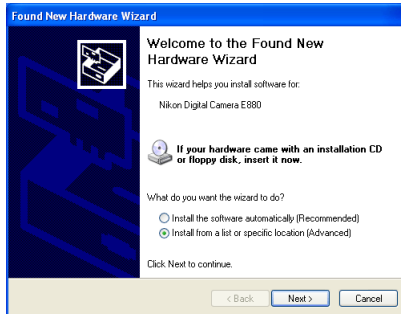 Found New Hardware Wizard
Welcome to the Found New
Hardware Wizard
This wizard helps you install software for:
Nikon Digital Camera E880
If your hardware came with an installation CD
or floppy disk, insert it now.
What do you want the wizard to do?
Install the software automatically (Recommended)
Install from a list or specific location (Advanced)
Click Next to continue.
< Back Next > Cancel